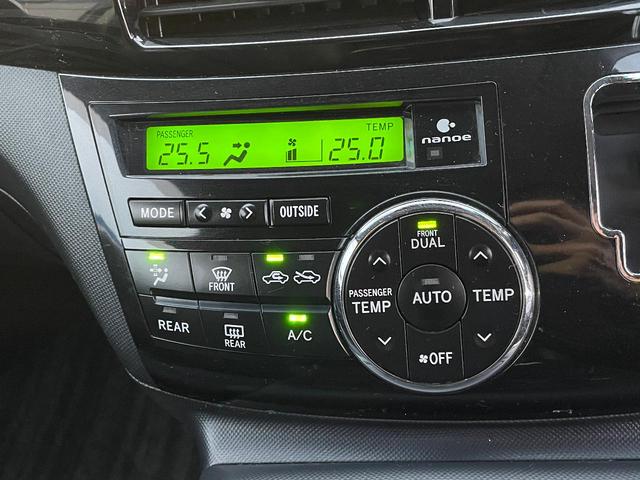 PASSENGER
TEMP
25.5
25.0
nanoe
MODE
OUTSIDE
FRONT
DUAL
FRONT
PASSENGER
TEMP
AUTO
TEMP
REAR
REAR
A/C
OFF